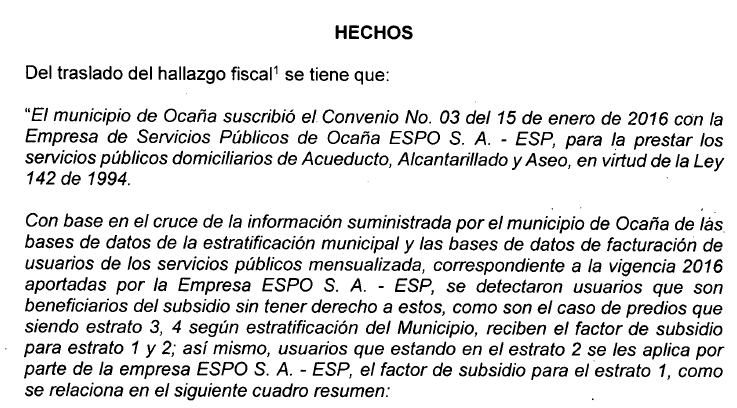 HECHOS
Del traslado del hallazgo fiscal¹ se tiene que:
"El municipio de Ocaña suscribió el Convenio No. 03 del 15 de enero de 2016 con la
Empresa de Servicios Públicos de Ocaña ESPO S. A. - ESP, para la prestar los
servicios públicos domiciliarios de Acueducto, Alcantarillado y Aseo, en virtud de la Ley
142 de 1994.
Con base en el cruce de la información suministrada por el municipio de Ocaña de las
bases de datos de la estratificación municipal y las bases de datos de facturación de
usuarios de los servicios públicos mensualizada, correspondiente a la vigencia 2016
aportadas por la Empresa ESPO S. A. - ESP, se detectaron usuarios que son
beneficiarios del subsidio sin tener derecho a estos, como son el caso de predios que
siendo estrato 3, 4 según estratificación del Municipio, reciben el factor de subsidio
para estrato 1 y 2; así mismo, usuarios que estando en el estrato 2 se les aplica por
parte de la empresa ESPO S. A. - ESP, el factor de subsidio para el estrato 1, como
se relaciona en el siguiente cuadro resumen: